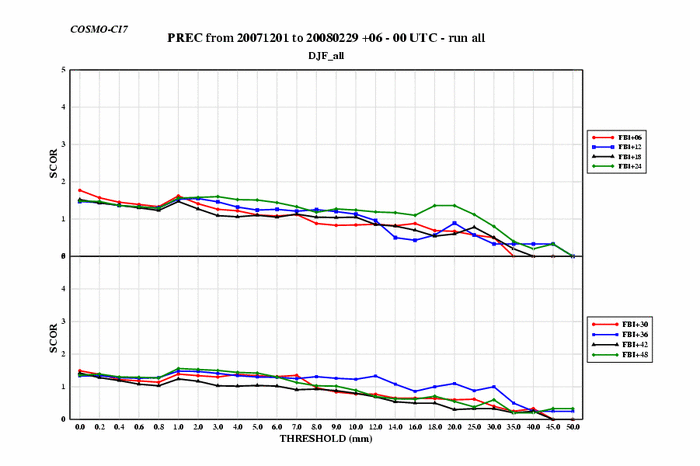 COSMO-C17
PREC from 20071201 to 20080229 +06 - 00 UTC - run all
DJF_all
5
4
3
2
1
0
SCOR
FBI+06
FBI+12
FBI+18
FBI+24
4
3
2
1
0
SCOR
FBI+30
FBI+36
FBI+42
FBI+48
0.0 0.2 0.4 0.6 0.8 1.0 2.0 3.0 4.0 5.0 6.0 7.0 8.0 9.0 10.0 12.0 14.0 16.0 18.0 20.0 25.0 30.0 35.0 40.0 45.0 50.0
THRESHOLD (mm)